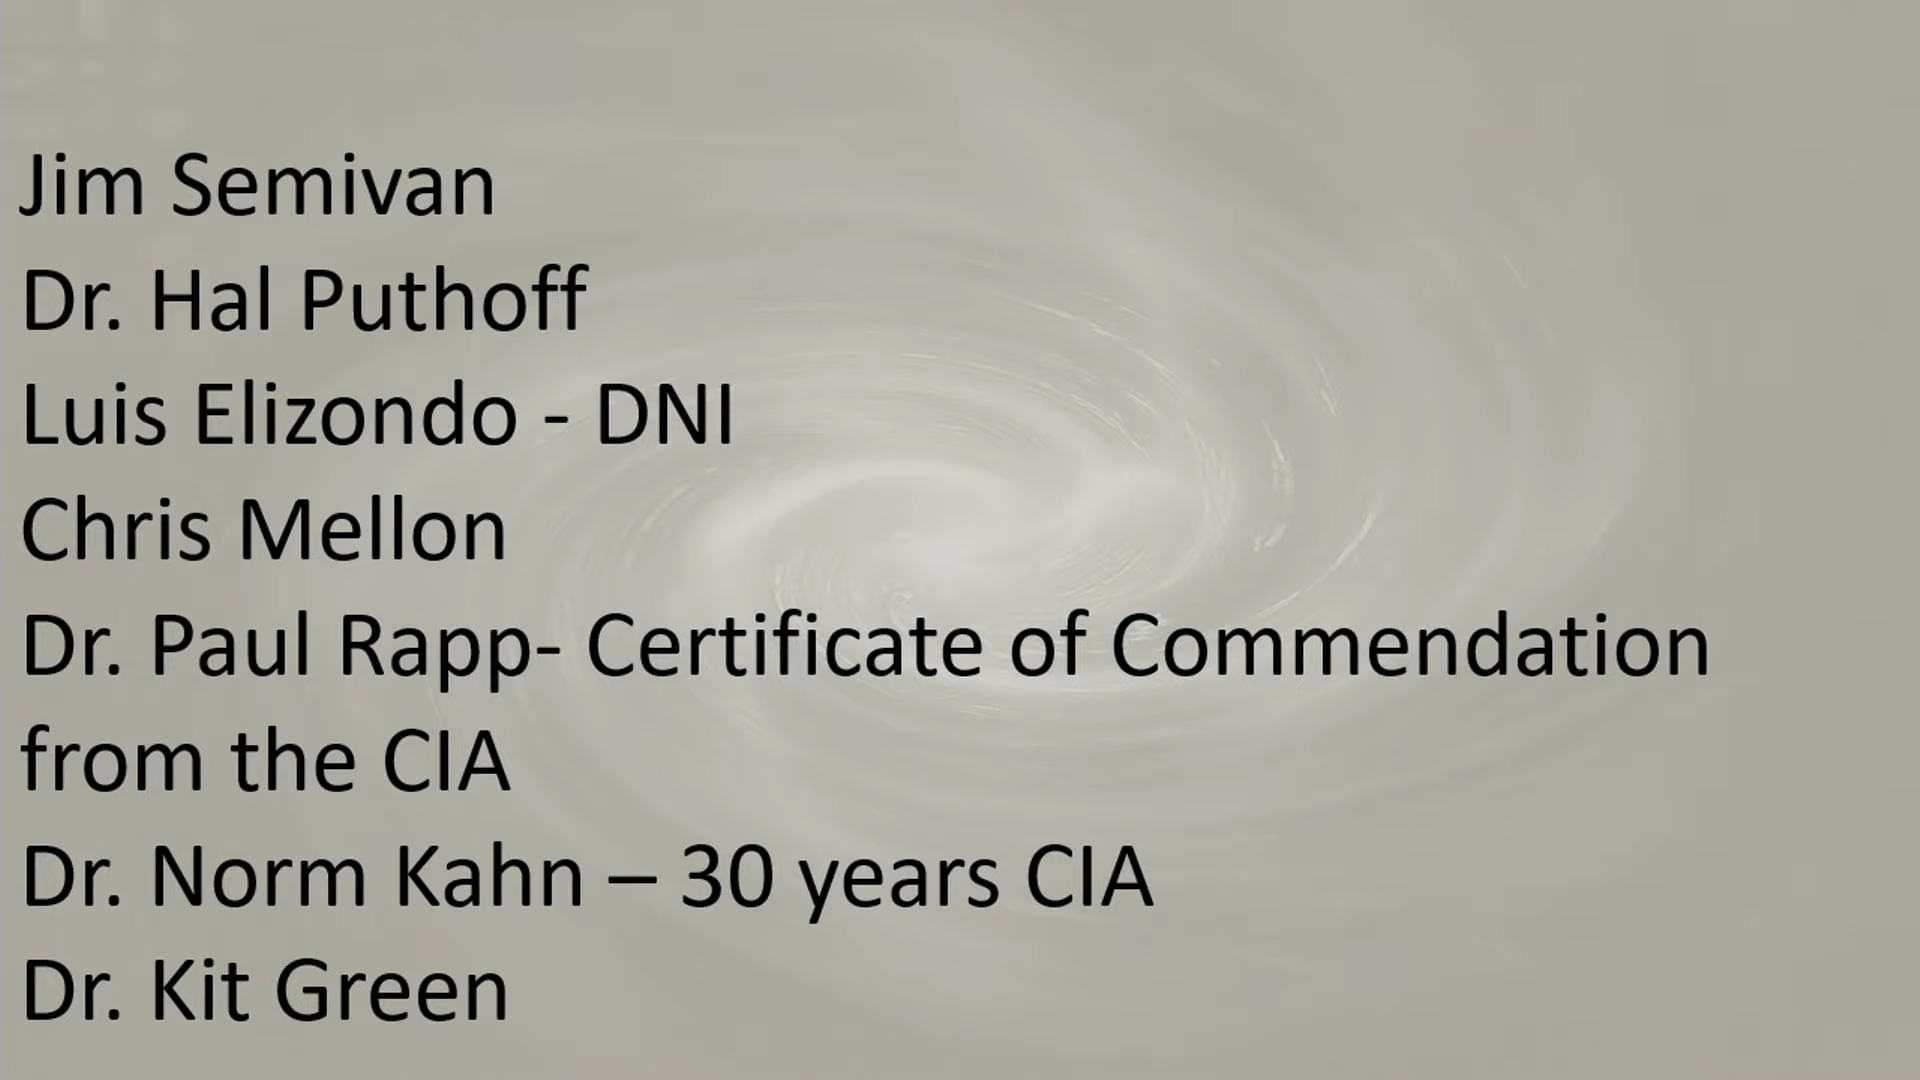 Jim Semivan
Dr. Hal Puthoff
Luis Elizondo - DNI
Chris Mellon
Dr. Paul Rapp- Certificate of Commendation
from the CIA
Dr. Norm Kahn – 30 years CIA
Dr. Kit Green